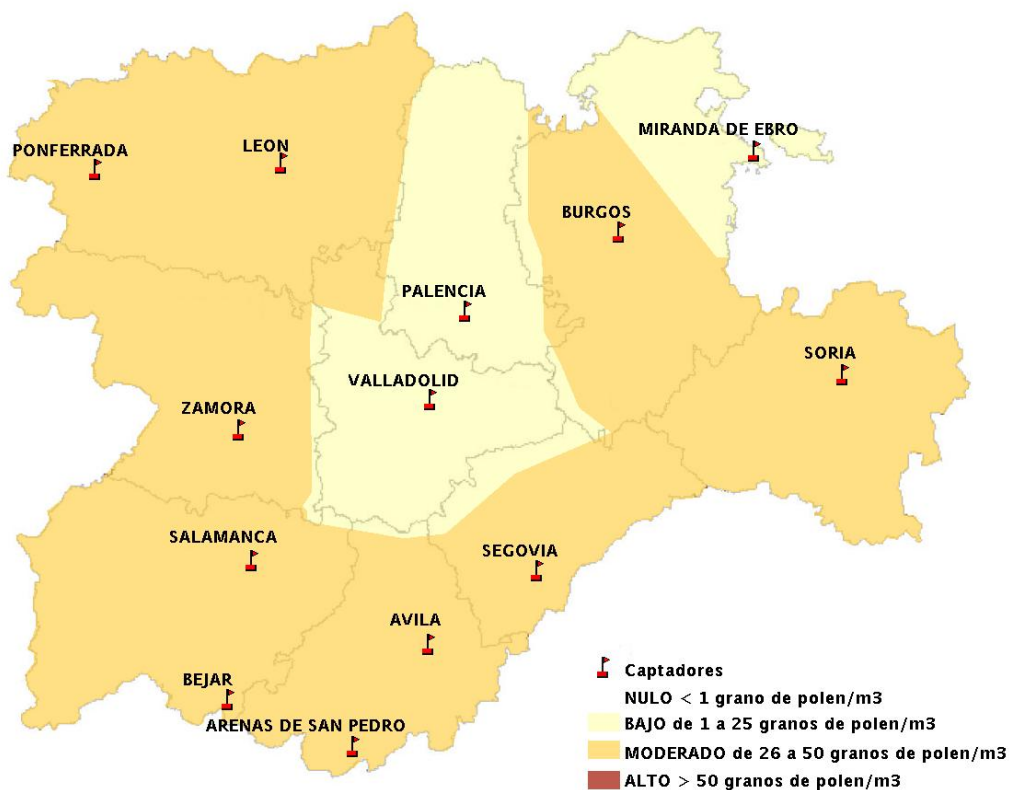 MIRANDA DE EBRO
LEON
PONFERRADA
BURGOS
PALENCIA
SORIA
VALLADOLID
ZAMORA
SALAMANCA
SEGOVIA
AVILA
BEJAR
ARENAS DE SAN PEDRO
Captadores
NULO < 1 grano de polen/m3
BAJO de 1 a 25 granos de polen/m3
MODERADO de 26 a 50 granos de polen/m3
ALTO > 50 granos de polen/m3